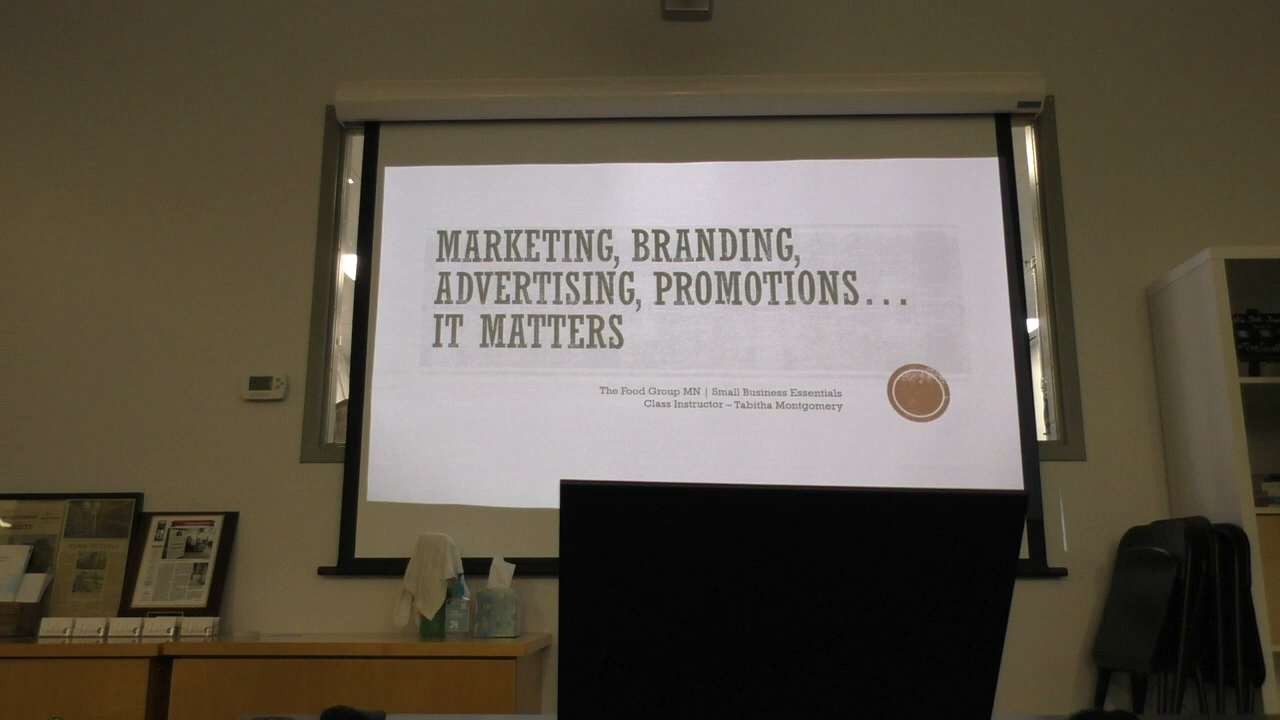 MARKETING, BRANDING,
ADVERTISING, PROMOTIONS...
IT MATTERS
The Food Group MN | Small Business Essentials
Class Instructor – Tabitha Montgomery